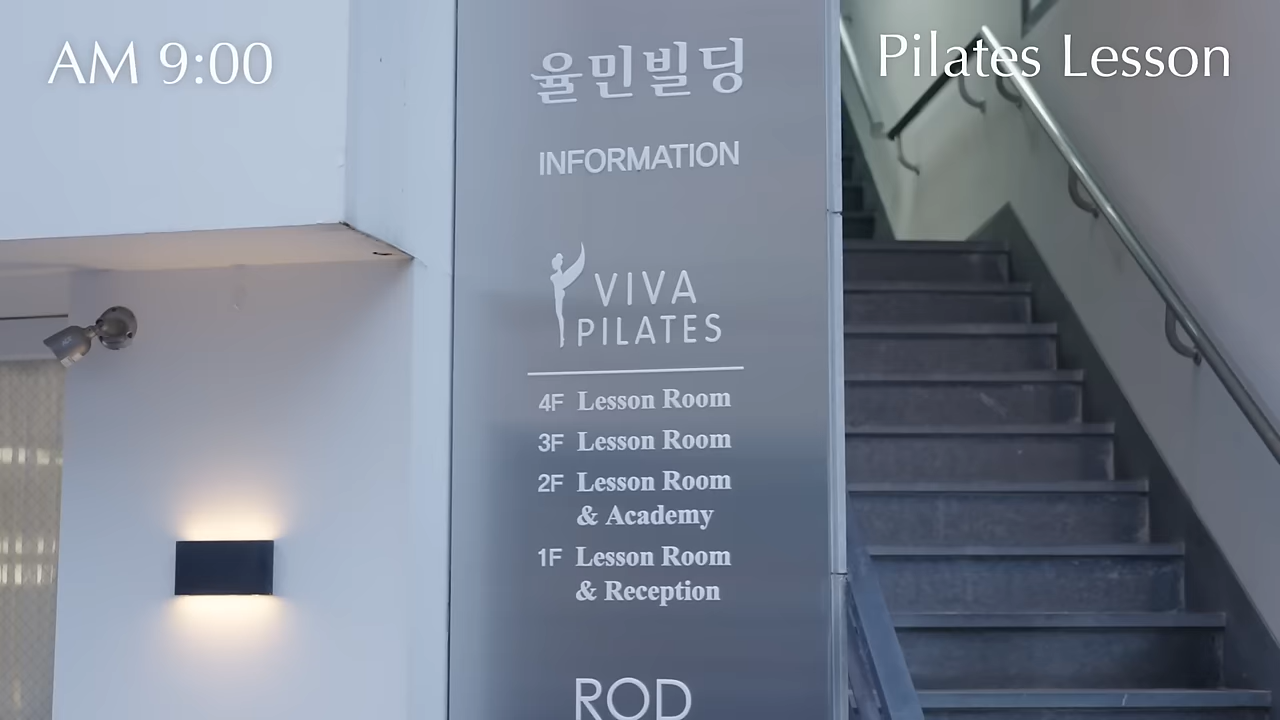 AM 9:00
Pilates Lesson
율민빌딩
INFORMATION
VIVA
PILATES
4F Lesson Room
3F Lesson Room
2F Lesson Room
& Academy
1F Lesson Room
& Reception
ROD